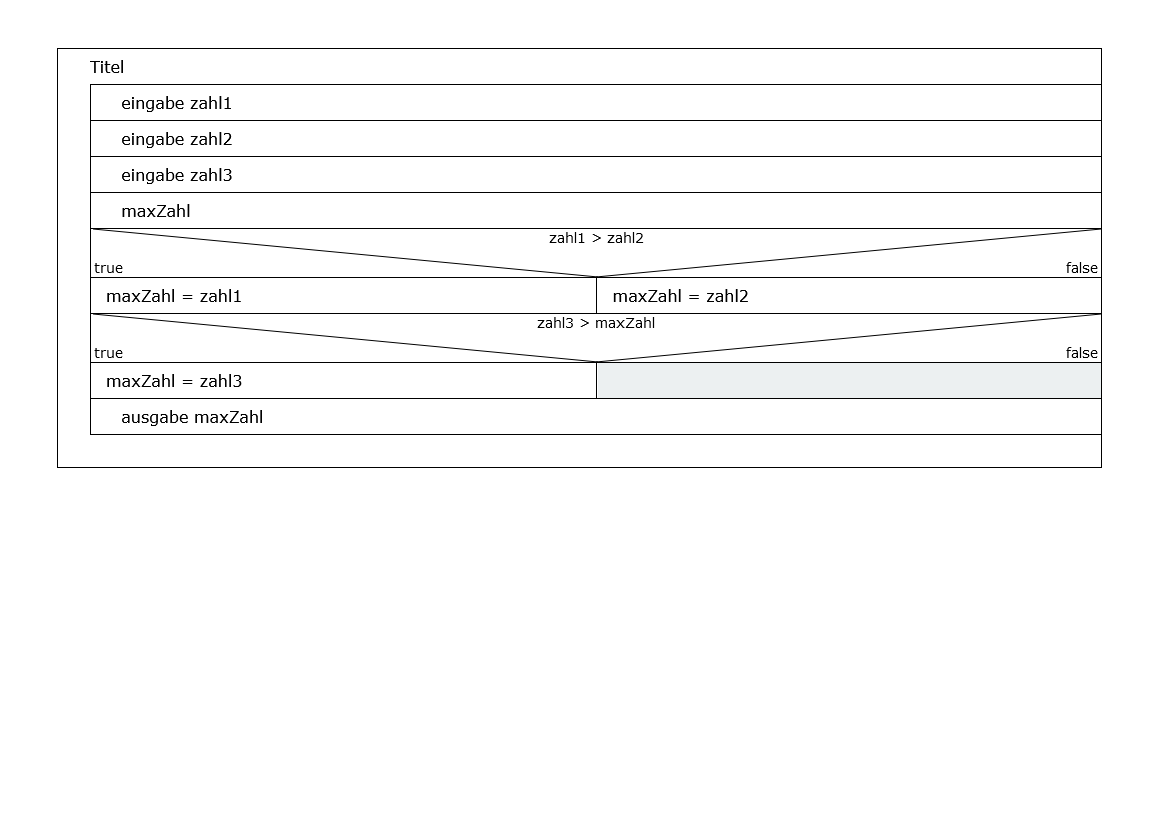 Titel
eingabe zahl1
eingabe zahl2
eingabe zahl3
maxZahl
zahl1 > zahl2
true false
maxZahl = zahl1 maxZahl = zahl2
zahl3 > maxZahl
true false
maxZahl = zahl3
ausgabe maxZahl